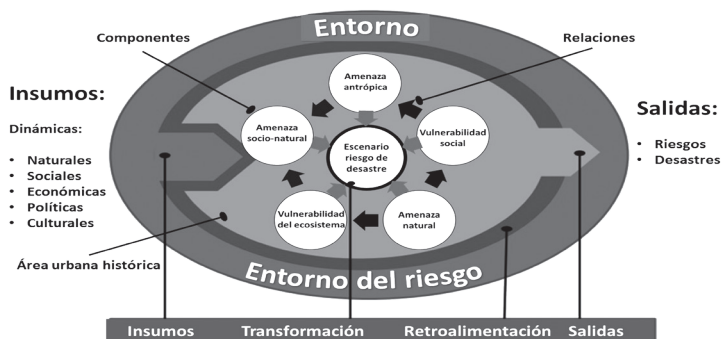 Entorno
Componentes
Relaciones
Insumos:
Dinámicas:
• Naturales
• Sociales
• Económicas
• Políticas
• Culturales
Área urbana histórica
Amenaza
antrópica
Amenaza
socio-natural
Vulnerabilidad
social
Escenario
riesgo de
desastre
Vulnerabilidad
del ecosistema
Amenaza
natural
Salidas:
• Riesgos
• Desastres
Entorno del riesgo
Insumos Transformación Retroalimentación Salidas